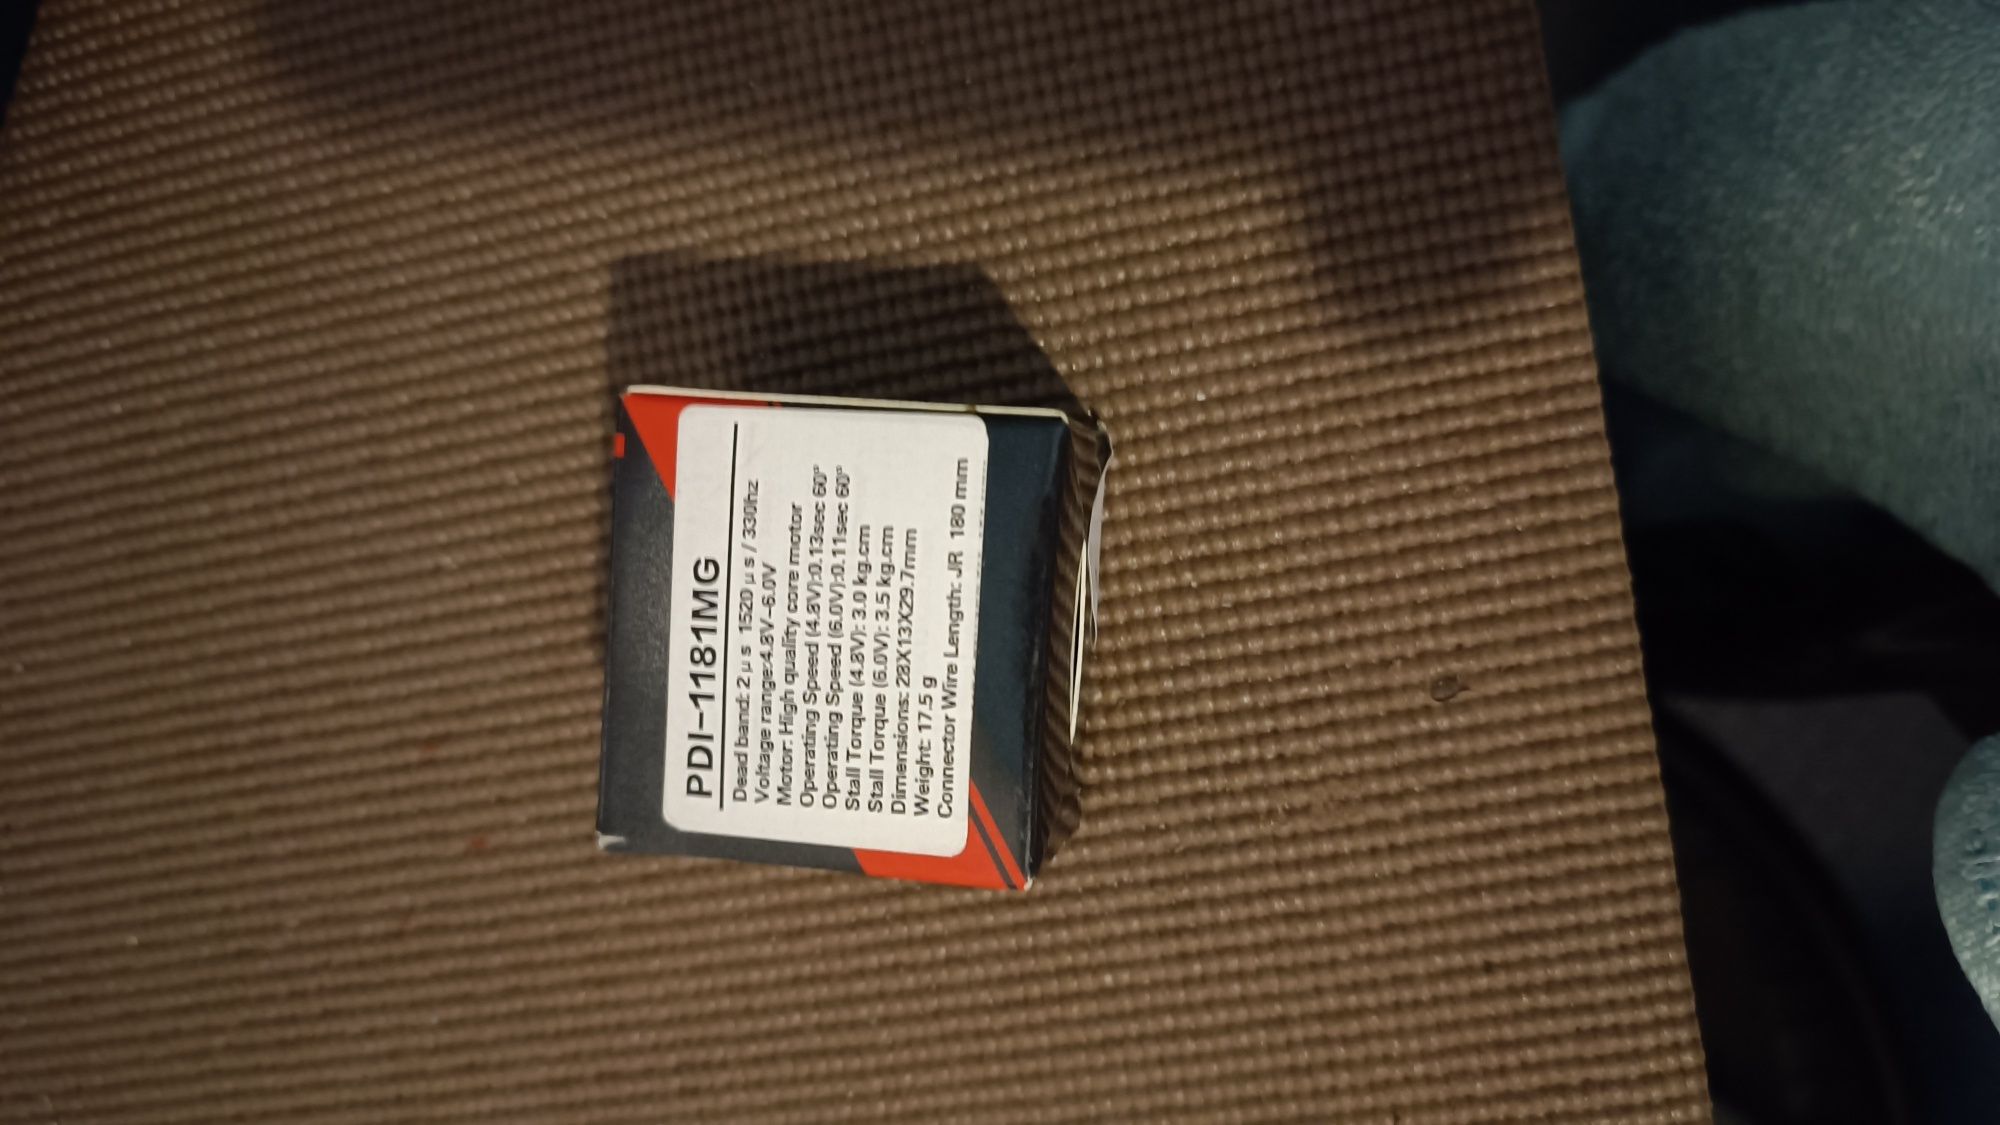 PDI-1181MG
Dead band: 2 μs 1520 μs / 330hz
Voltage range:4.8V-6.0V
Motor: High quality core motor
Operating Speed (4.8V):0.13sec 60°
Operating Speed (6.0V):0.11sec 60°
Stall Torque (4.8V): 3.0 kg.cm
Stall Torque (6.0V): 3.5 kg.cm
Dimensions: 28X13X29.7mm
Weight: 17.5 g
Connector Wire Length: JR 180 mm